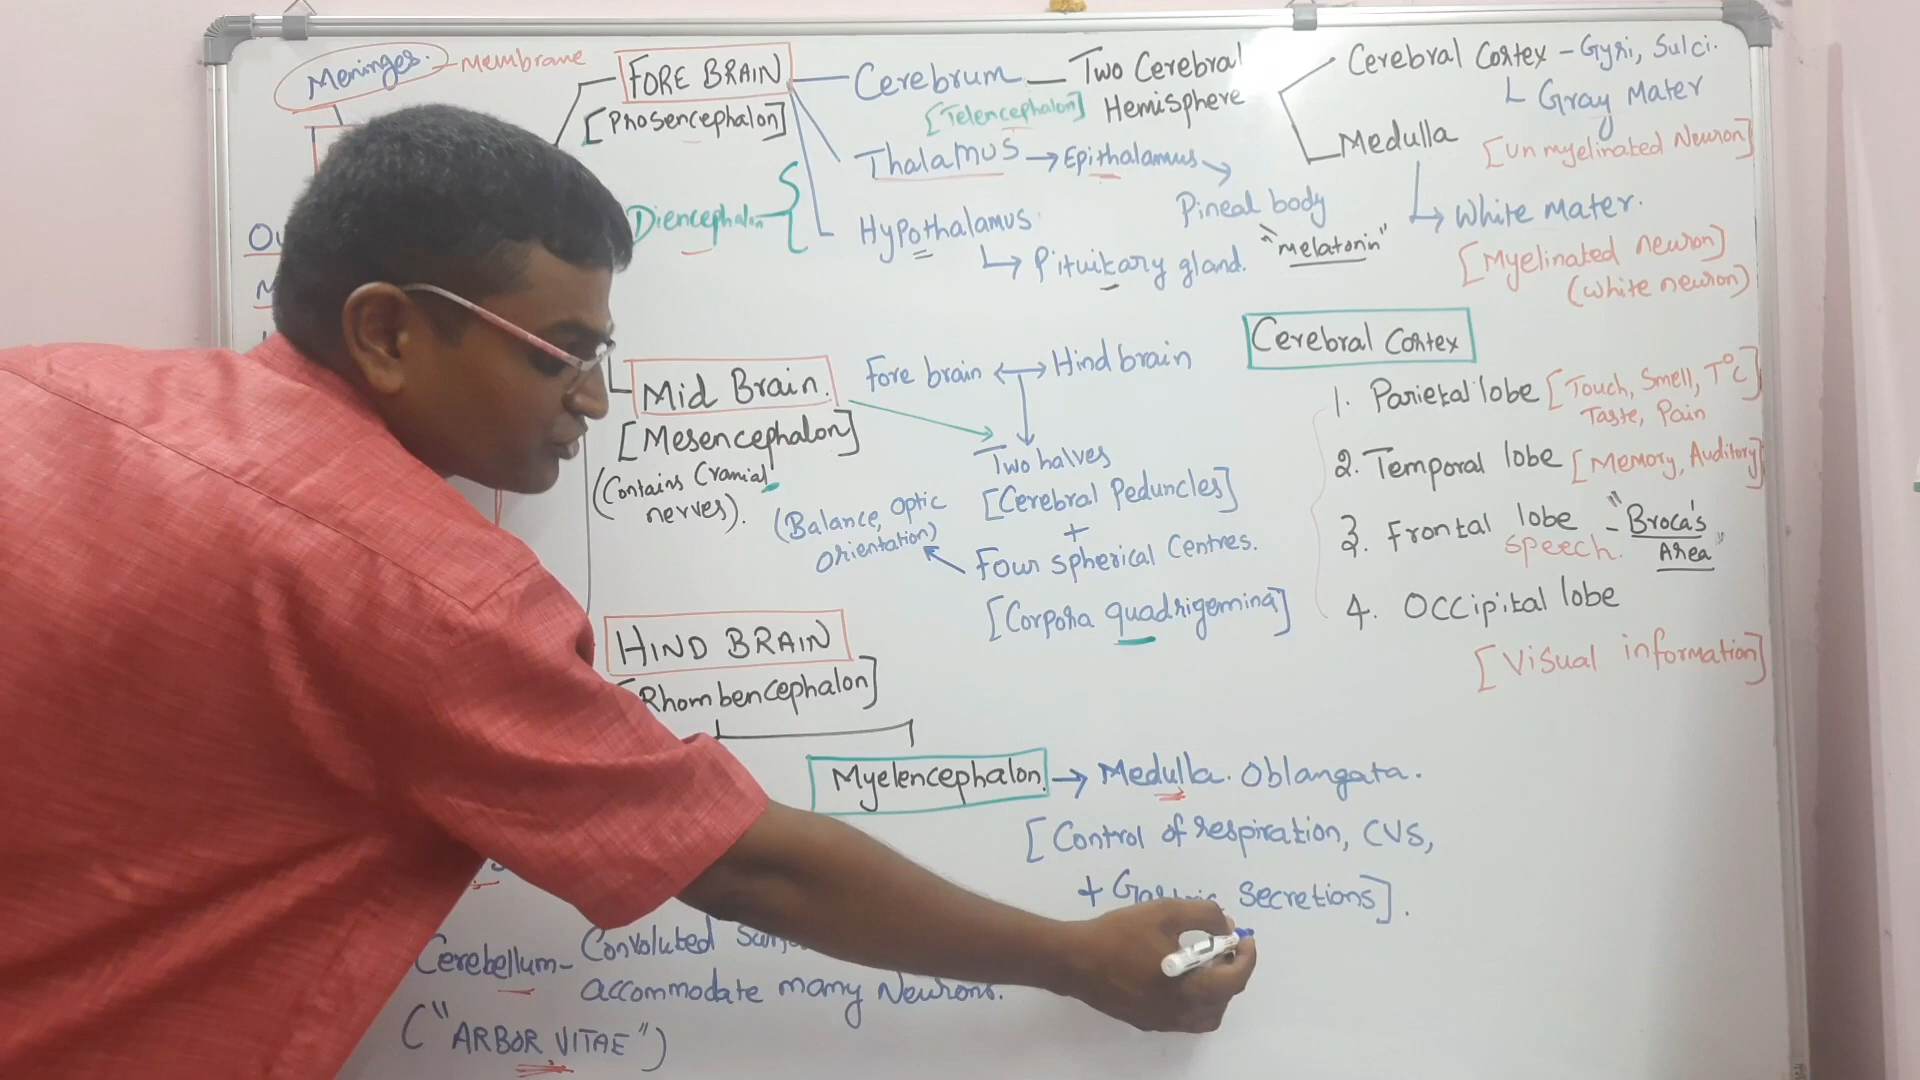 Meninges. - Membrane
FORE BRAIN
[Prosencephalon]
Cerebrum - Two Cerebral
Hemisphere
[Telencephalon]
Cerebral Cortex - Gyri, Sulci.
Gray Mater
[Unmyelinated Neuron]
Medulla
White Mater.
[Myelinated neuron]
(White neuron)
Thalamus → Epithalamus
Pineal body
"melatonin"
Diencephalon
Hypothalamus
Pituitary gland.
Mid Brain.
[Mesencephalon]
(Contains Cranial
nerves).
Fore brain ↔ Hind brain
Two halves
[Cerebral Peduncles]
+
Four spherical Centres.
[Corpora quadrigemina]
(Balance, Optic
Orientation)
Cerebral Cortex
1. Parietal lobe [Touch, Smell, T°C
Taste, Pain
2. Temporal lobe [Memory, Auditory]
3. Frontal lobe - "Broca's
Area"
Speech.
4. Occipital lobe
[Visual information]
HIND BRAIN
[Rhombencephalon]
Myelencephalon. → Medulla. Oblangata.
[Control of respiration, CVS,
+ Gastric Secretions].
Cerebellum - Convoluted
accommodate many Neurons.
("ARBOR VITAE")